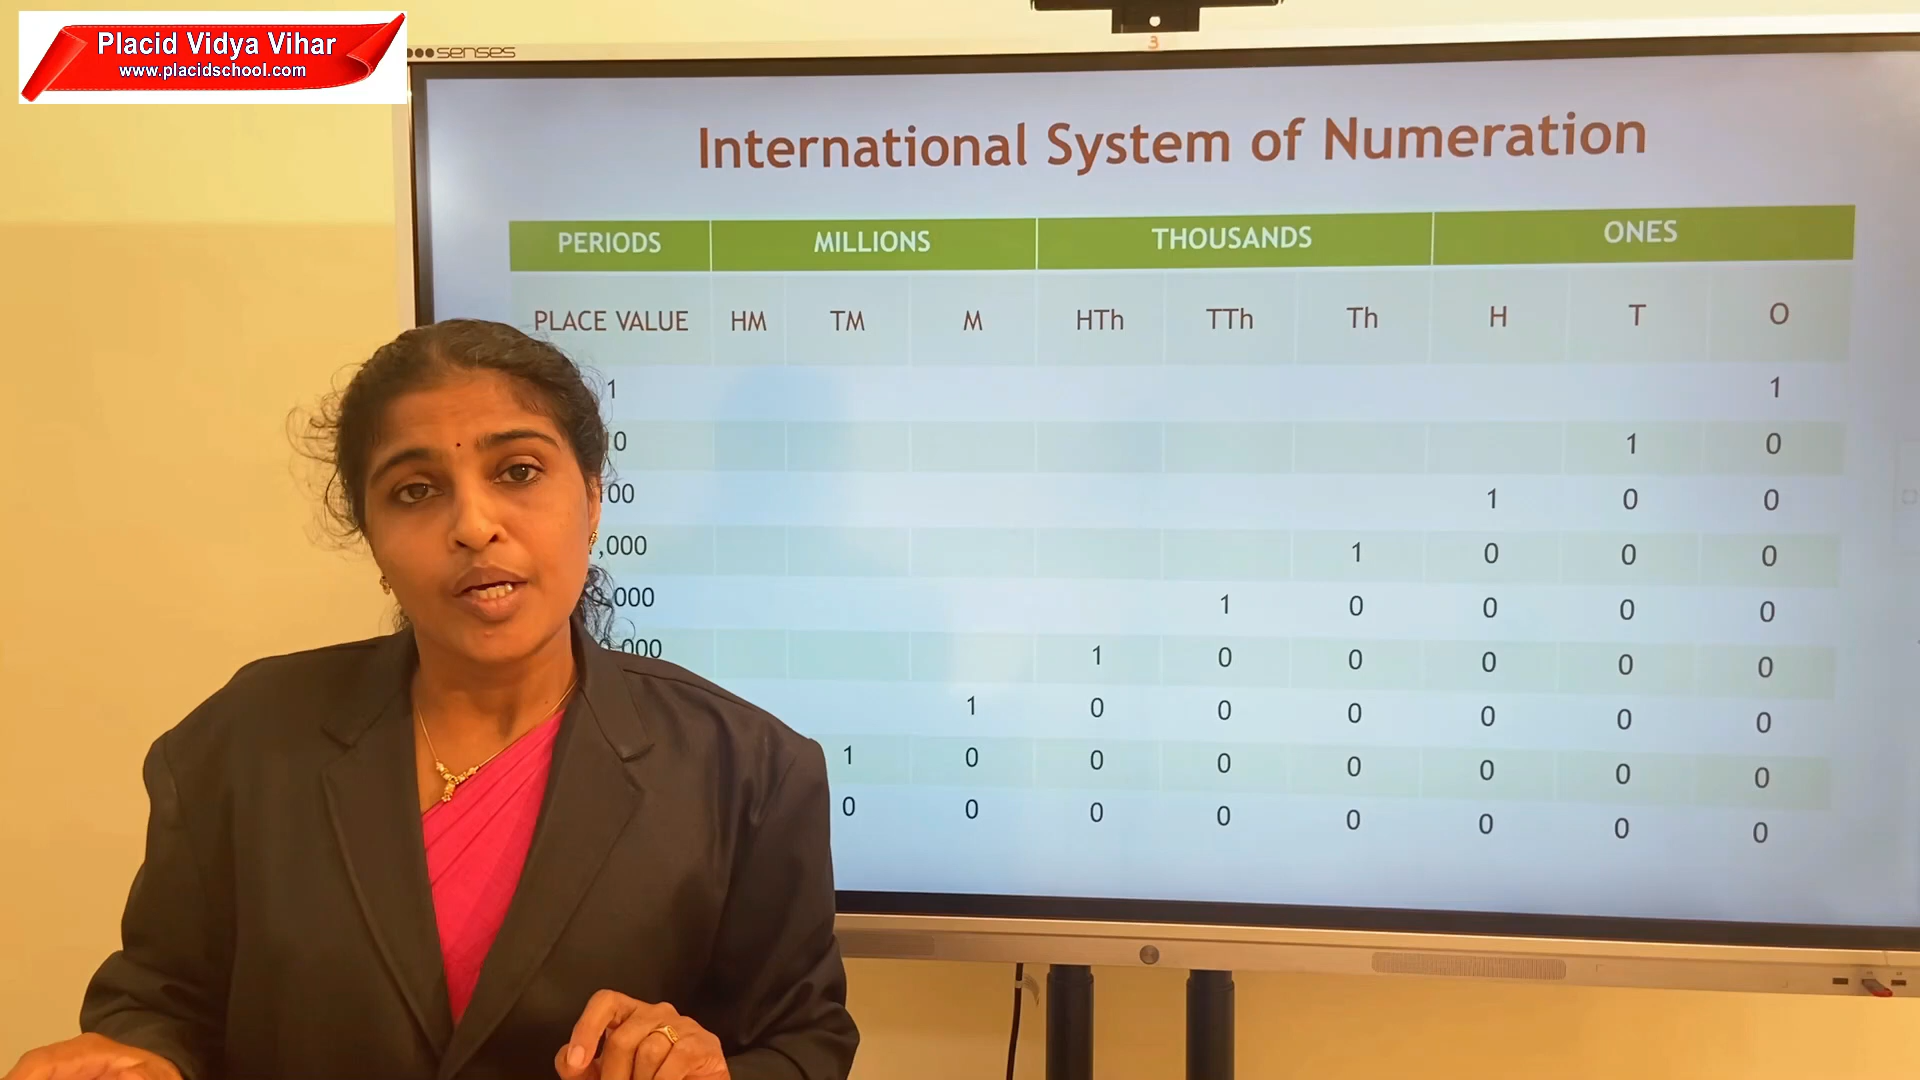 Placid Vidya Vihar
www.placidschool.com
senses
3
International System of Numeration
PERIODS MILLIONS THOUSANDS ONES
PLACE VALUE HM TM M HTh TTh Th H T O
1 1
0 1 0
00 1 0 0
,000 1 0 0 0
,000 1 0 0 0 0
,000 1 0 0 0 0 0
1 0 0 0 0 0 0
1 0 0 0 0 0 0 0
0 0 0 0 0 0 0 0